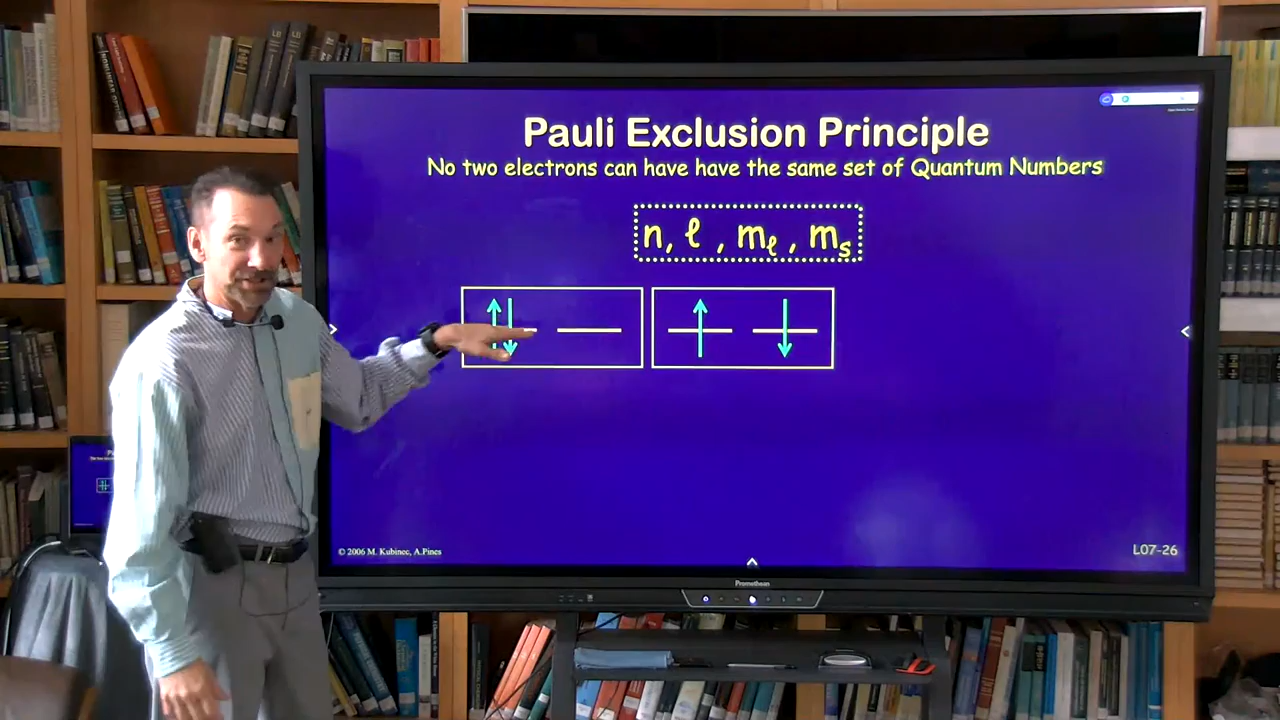 Pauli Exclusion Principle
No two electrons can have have the same set of Quantum Numbers
n, ℓ, mℓ, ms
© 2006 M. Kubinec, A.Pines
L07-26
Promethean